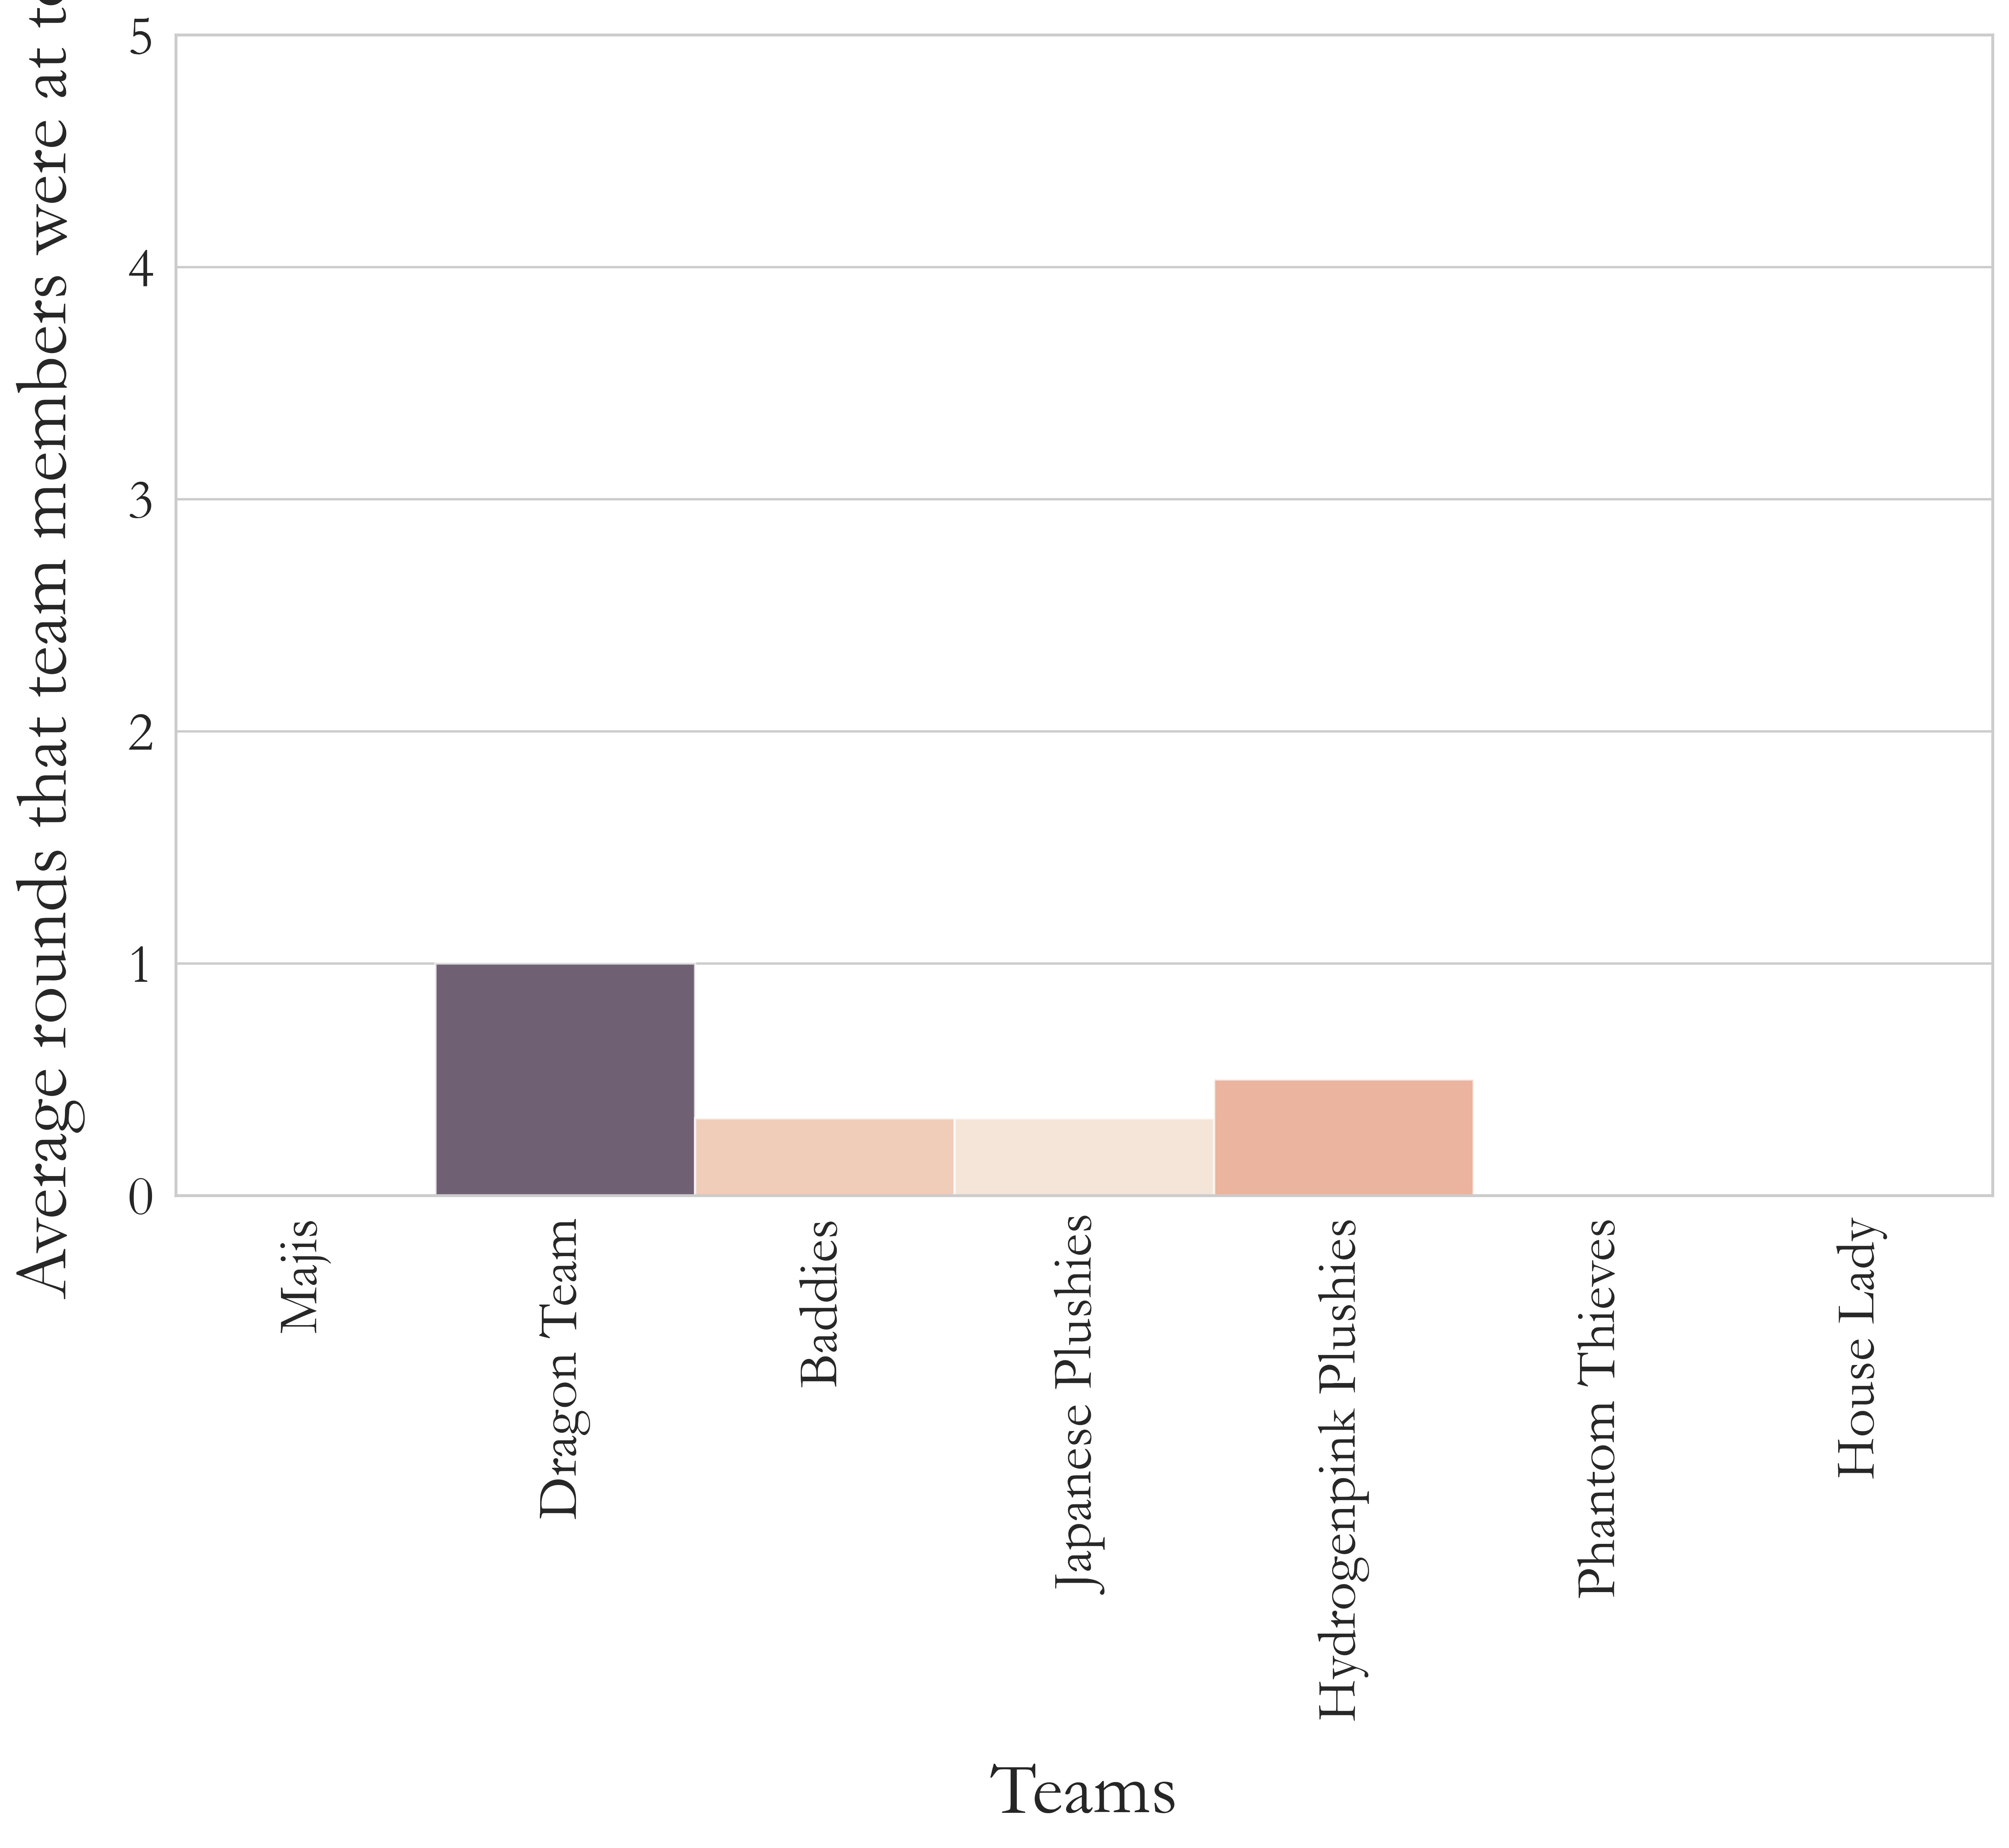 Average rounds that team members were at
5
4
3
2
1
0
Majis
Dragon Team
Baddies
Japanese Plushies
Hydrogenpink Plushies
Phantom Thieves
House Lady
Teams